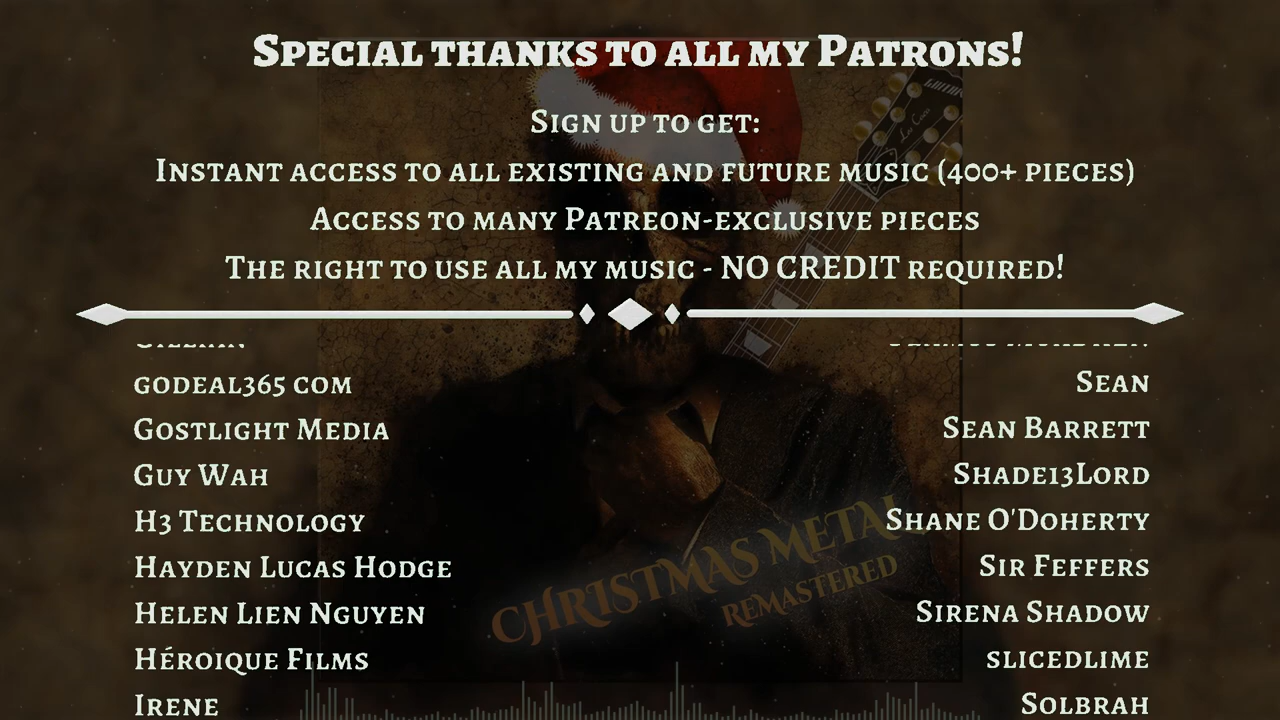 Special thanks to all my Patrons!
Sign up to get:
Instant access to all existing and future music (400+ pieces)
Access to many Patreon-exclusive pieces
The right to use all my music - NO CREDIT required!
godeal365 com
Gostlight Media
Guy Wah
H3 Technology
Hayden Lucas Hodge
Helen Lien Nguyen
Héroique Films
Irene
Sean
Sean Barrett
Shade13Lord
Shane O'Doherty
Sir Feffers
Sirena Shadow
slicedlime
Solbrah
CHRISTMAS METAL
REMASTERED